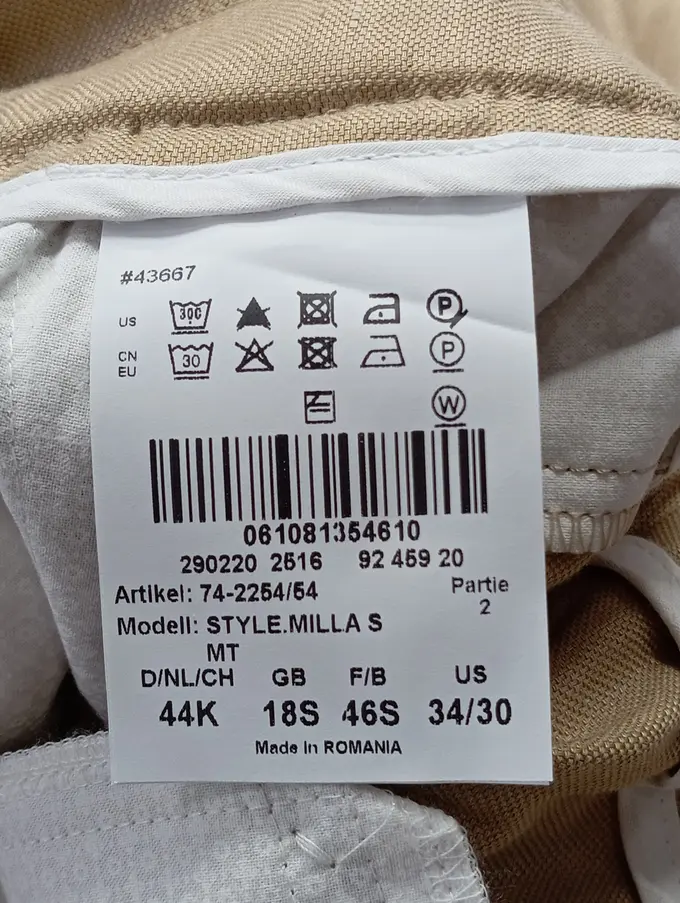 #43667
US 30C P
CN 30 P
EU
W
061081354610
290220 2516 92 459 20
Artikel: 74-2254/54 Partie
2
Modell: STYLE.MILLA S
MT
D/NL/CH GB F/B US
44K 18S 46S 34/30
Made in ROMANIA